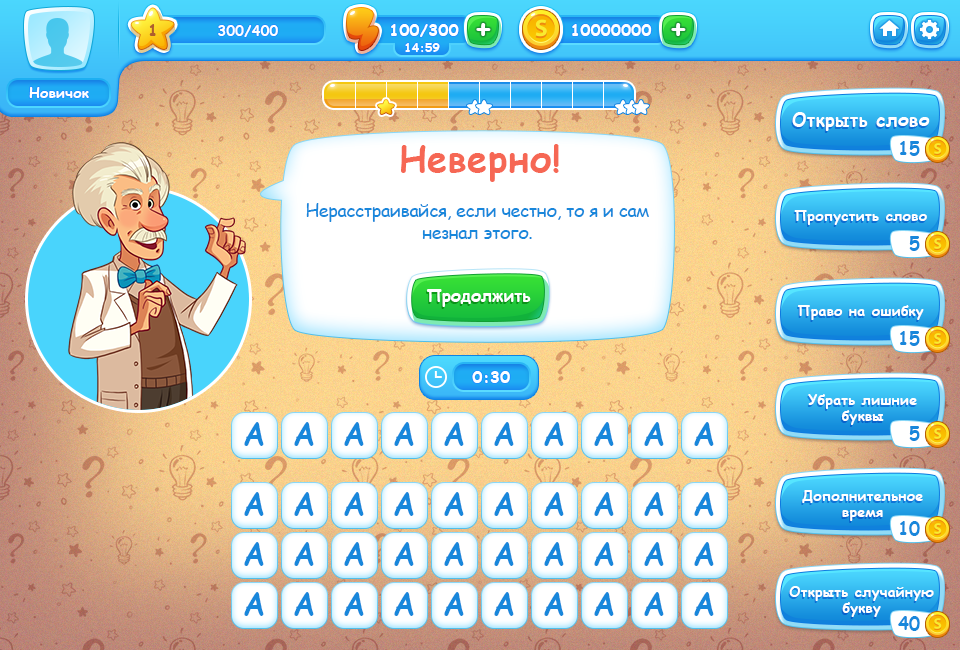 1 300/400
100/300
14:59
S 10000000
Новичок
Неверно!
Нерасстраивайся, если честно, то я и сам
незнал этого.
Продолжить
0:30
А А А А А А А А А А
А А А А А А А А А А
А А А А А А А А А А
А А А А А А А А А А
Открыть слово
15 S
Пропустить слово
5 S
Право на ошибку
15 S
Убрать лишние
буквы
5 S
Дополнительное
время
10 S
Открыть случайную
букву
40 S